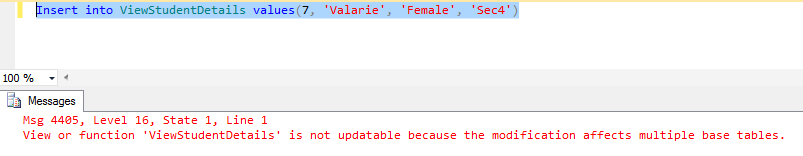 Insert into ViewStudentDetails values(7, 'Valarie', 'Female', 'Sec4')
100 %
Messages
Msg 4405, Level 16, State 1, Line 1
View or function 'ViewStudentDetails' is not updatable because the modification affects multiple base tables.